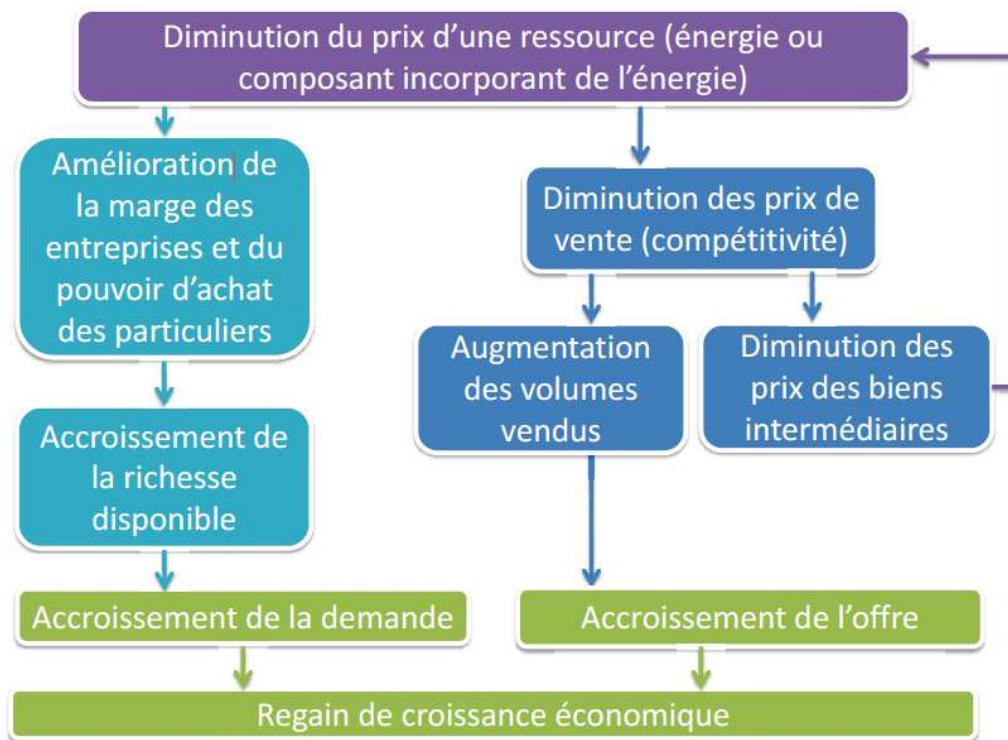 Diminution du prix d’une ressource (énergie ou
composant incorporant de l’énergie)
Amélioration de
la marge des
entreprises et du
pouvoir d’achat
des particuliers
Diminution des prix de
vente (compétitivité)
Augmentation
des volumes
vendus
Diminution des
prix des biens
intermédiaires
Accroissement de
la richesse
disponible
Accroissement de la demande
Accroissement de l’offre
Regain de croissance économique